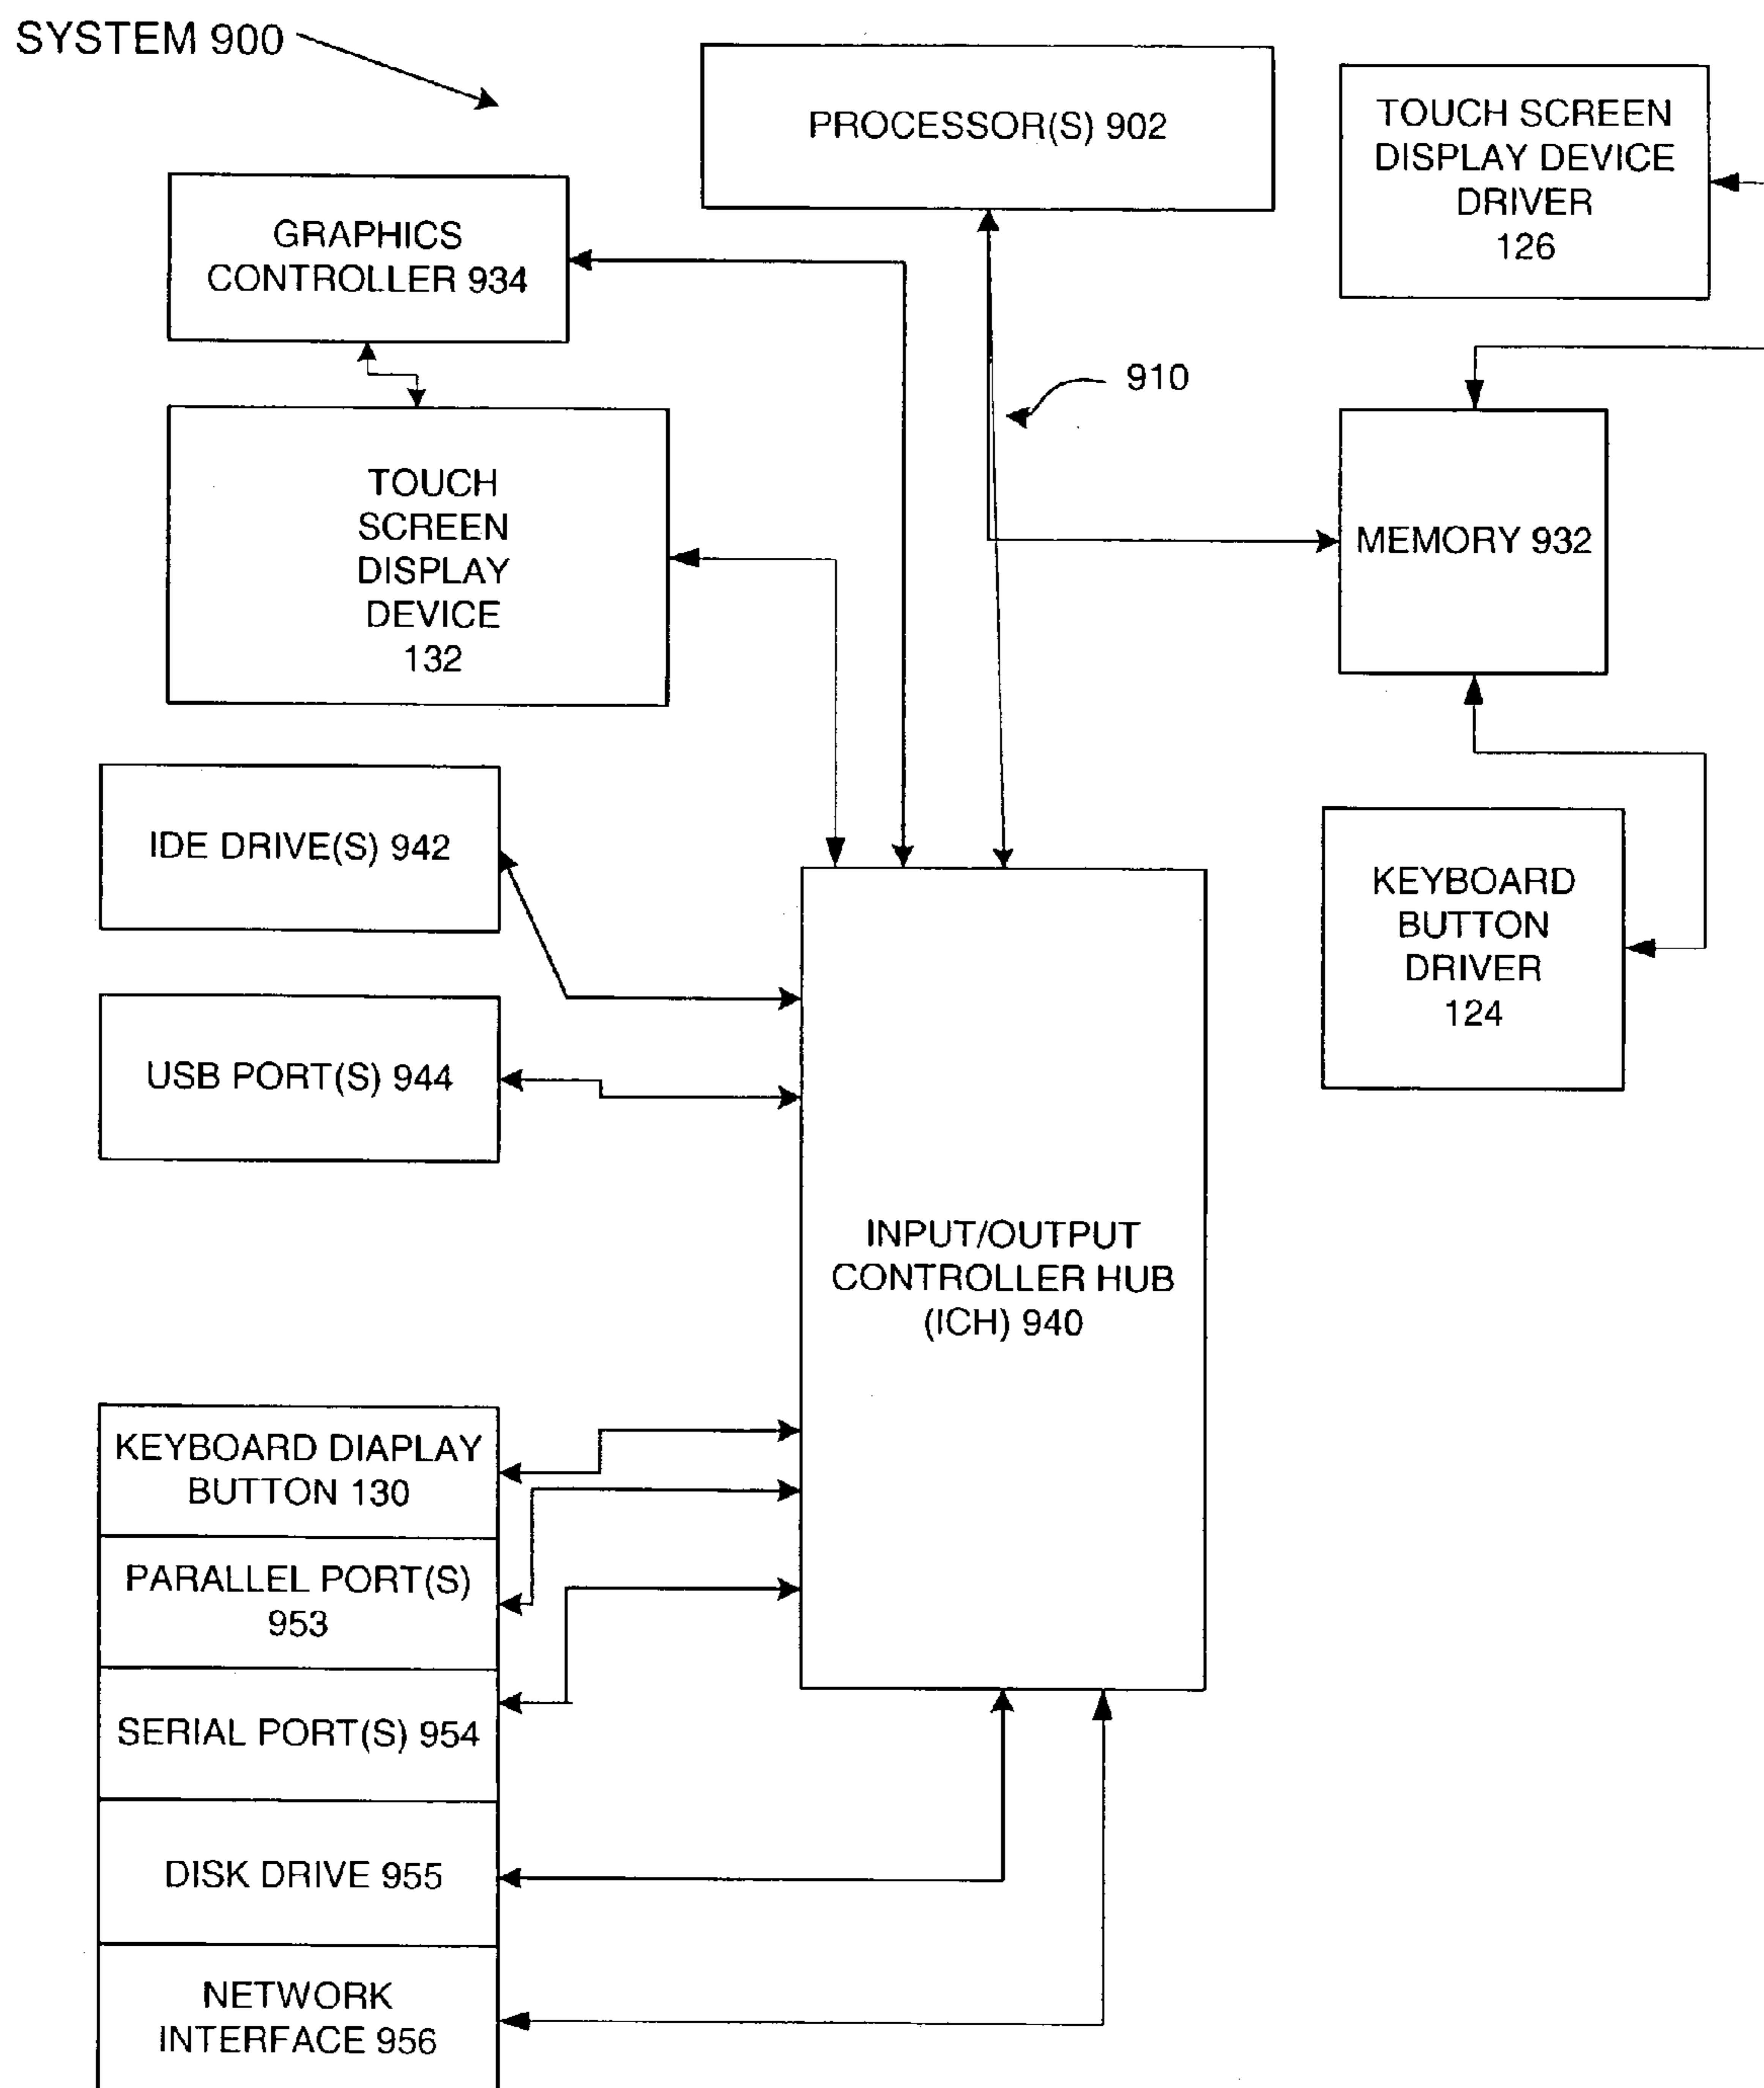 SYSTEM 900
PROCESSOR(S) 902
TOUCH SCREEN
DISPLAY DEVICE
DRIVER
126
GRAPHICS
CONTROLLER 934
910
TOUCH
SCREEN
DISPLAY
DEVICE
132
MEMORY 932
IDE DRIVE(S) 942
KEYBOARD
BUTTON
DRIVER
124
USB PORT(S) 944
INPUT/OUTPUT
CONTROLLER HUB
(ICH) 940
KEYBOARD DIAPLAY
BUTTON 130
PARALLEL PORT(S)
953
SERIAL PORT(S) 954
DISK DRIVE 955
NETWORK
INTERFACE 956